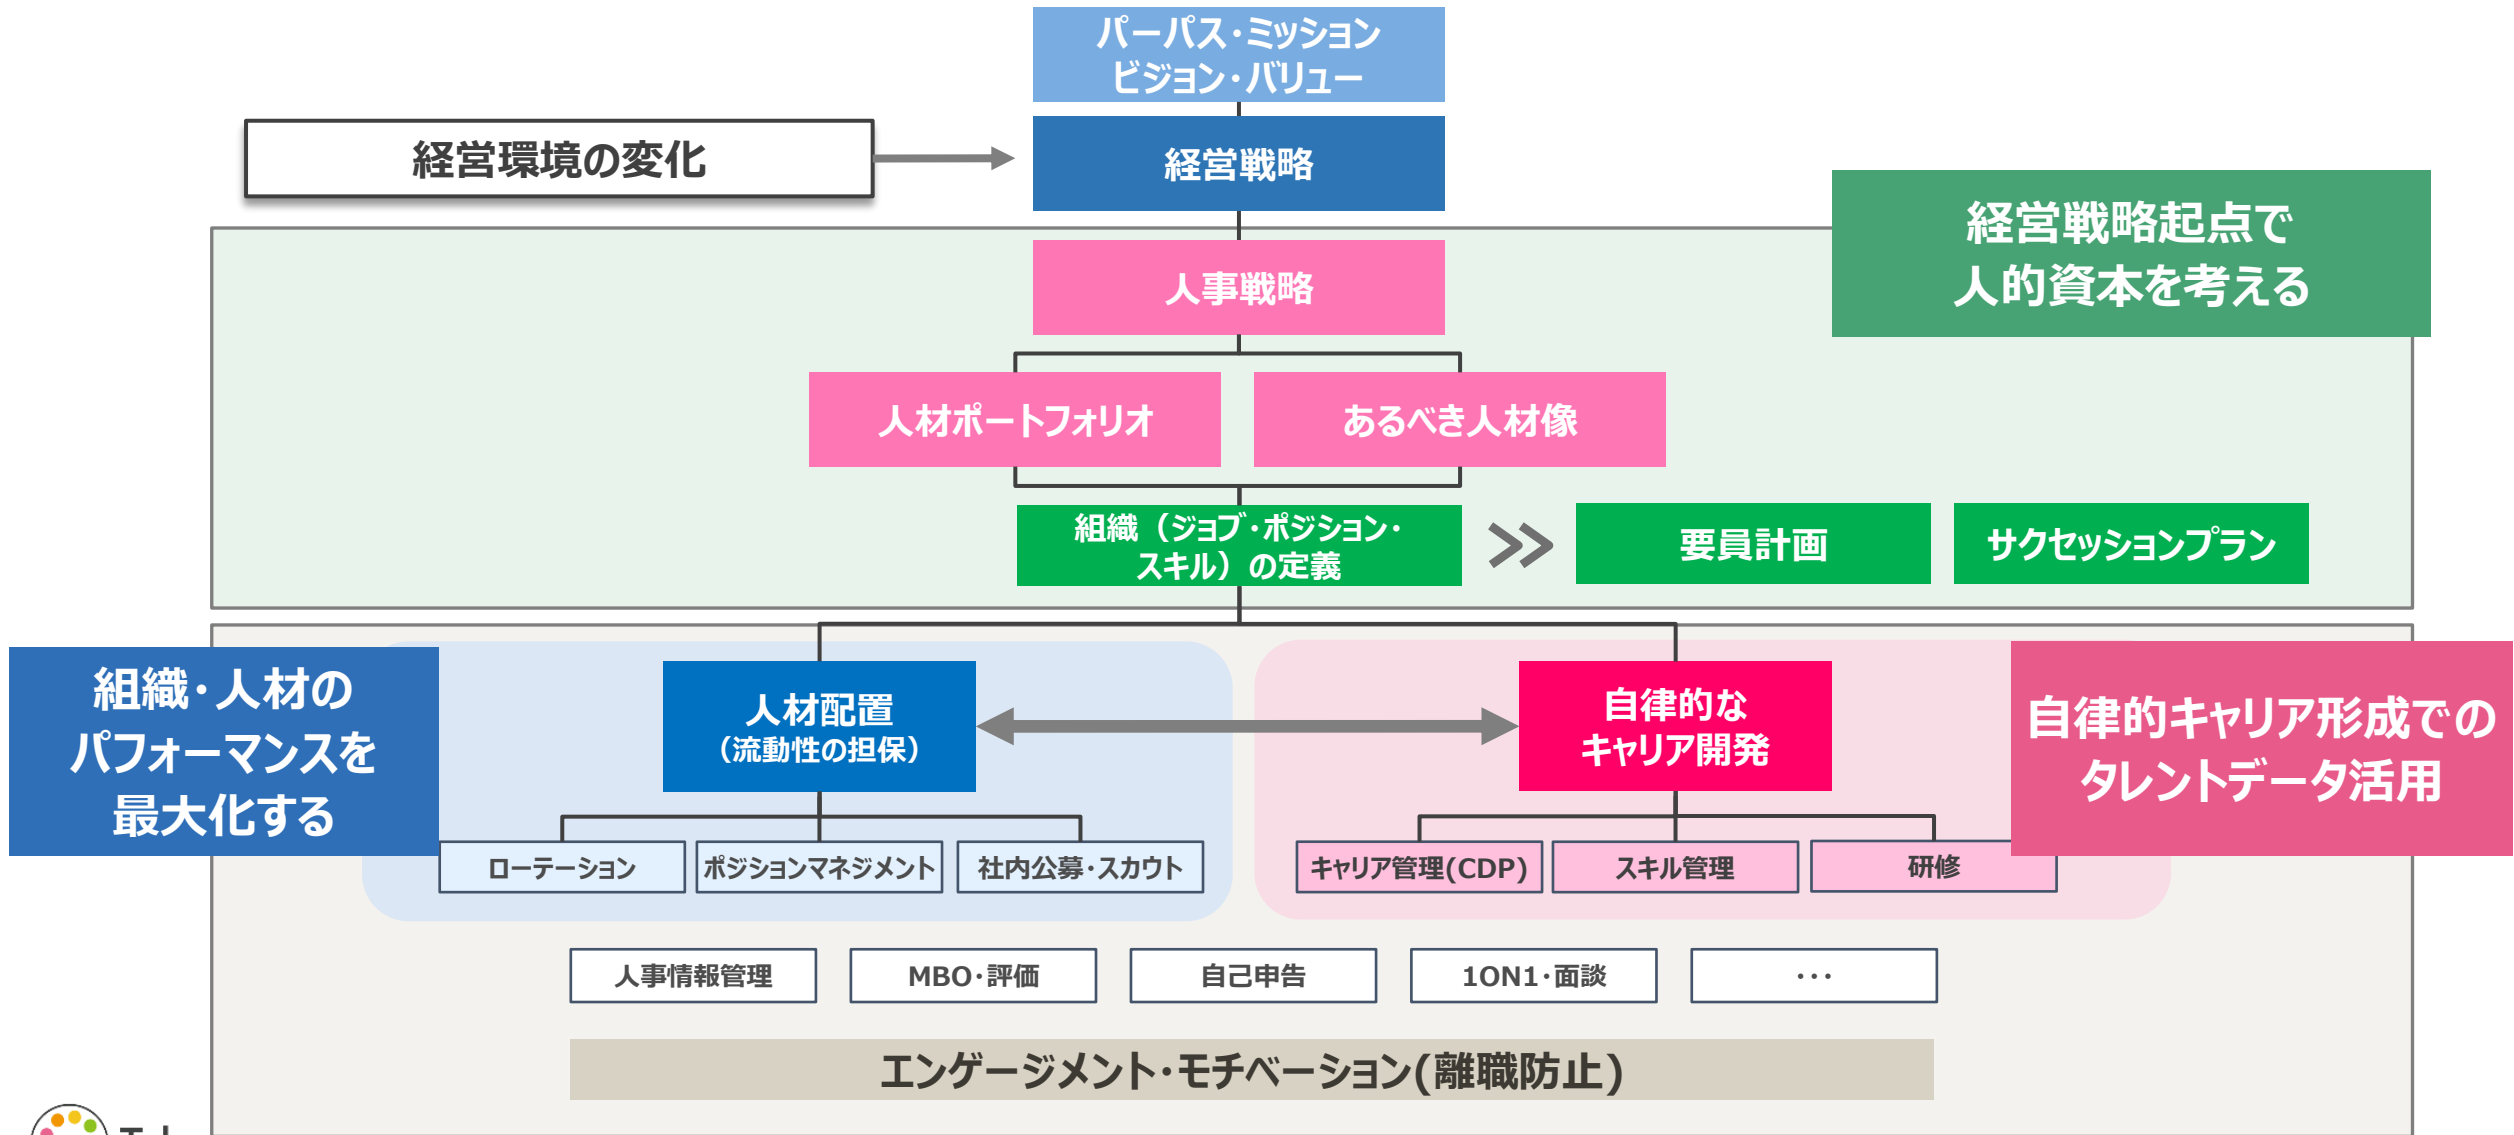 パーパス・ミッション
ビジョン・バリュー
経営環境の変化
経営戦略
経営戦略起点で
人的資本を考える
人事戦略
人材ポートフォリオ
あるべき人材像
組織（ジョブ・ポジション・
スキル）の定義
要員計画
サクセッションプラン
組織・人材の
パフォーマンスを
最大化する
人材配置
（流動性の担保）
自律的な
キャリア開発
自律的キャリア形成での
タレントデータ活用
ローテーション
ポジションマネジメント
社内公募・スカウト
キャリア管理(CDP)
スキル管理
研修
人事情報管理
MBO・評価
自己申告
1ON1・面談
・・・
エンゲージメント・モチベーション(離職防止)